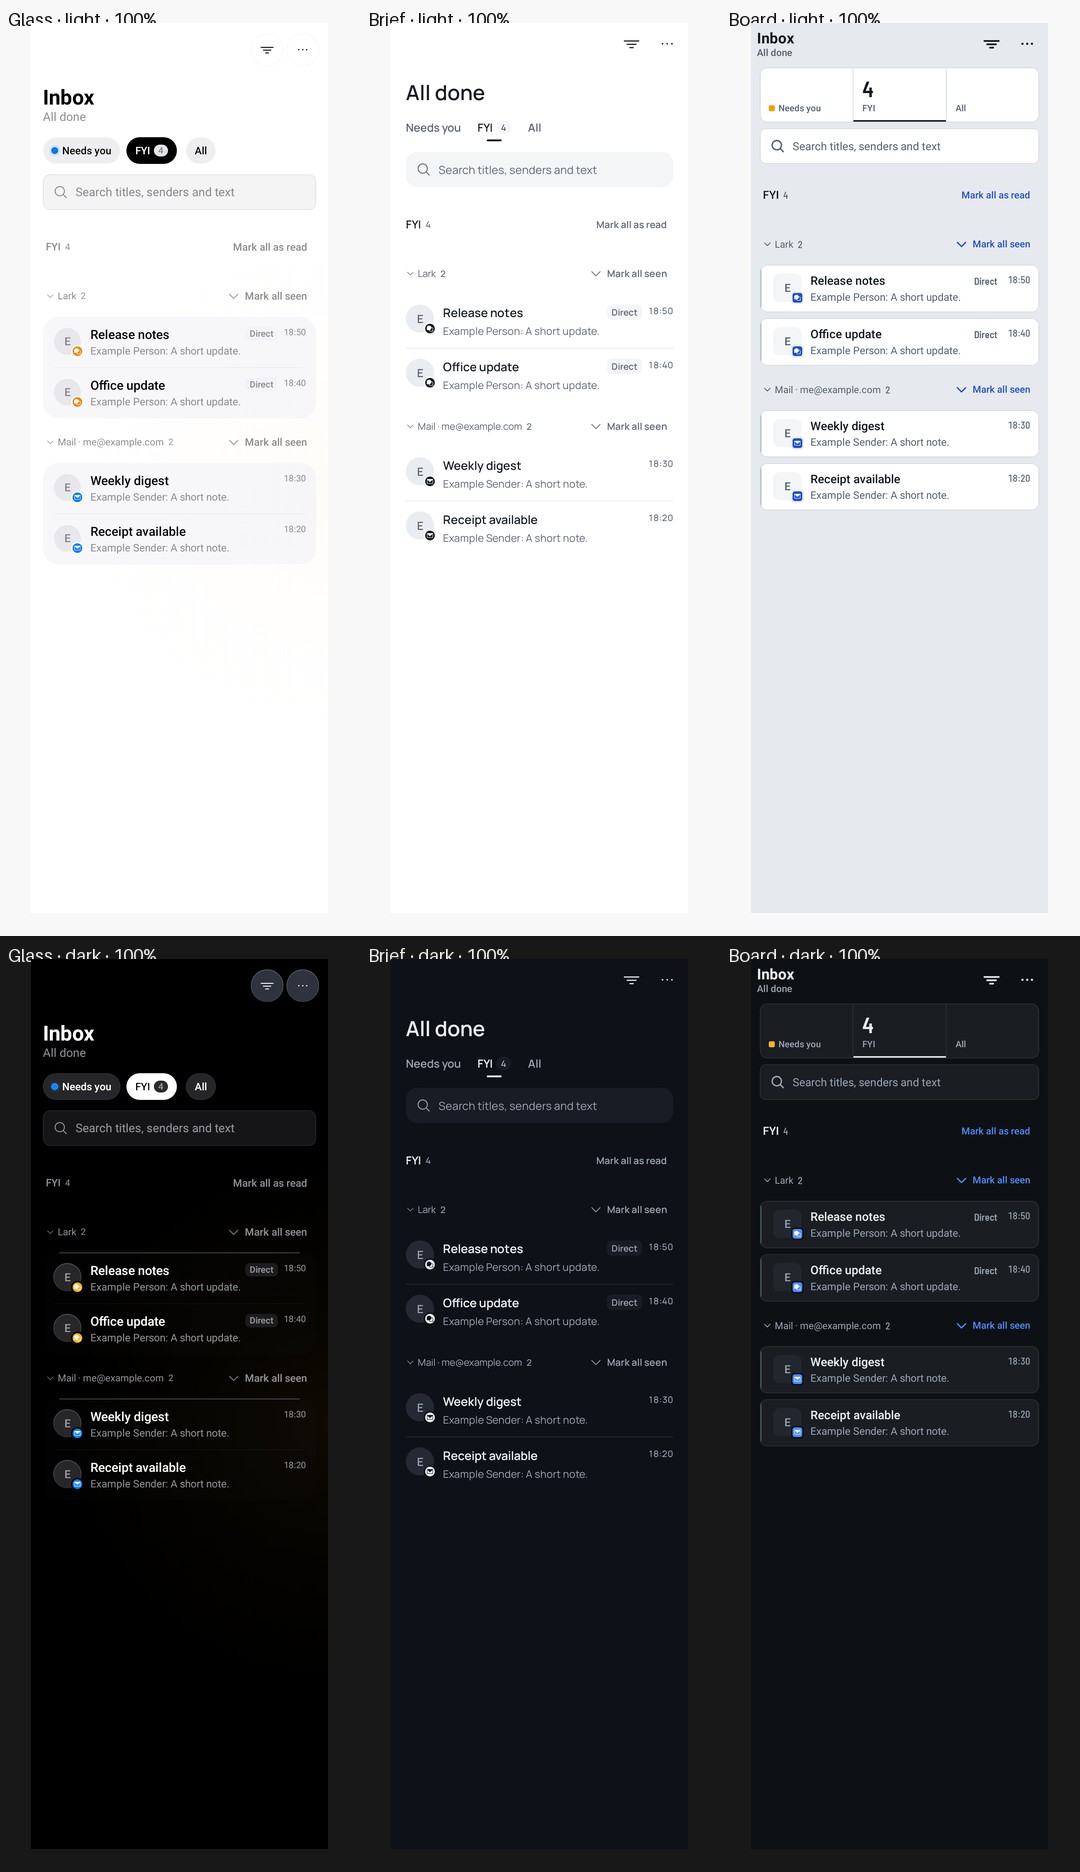 Glass · light · 100%
Inbox
All done
Needs you
FYI 4
All
Search titles, senders and text
FYI 4
Mark all as read
Lark 2
Mark all seen
E
Release notes
Direct
18:50
Example Person: A short update.
E
Office update
Direct
18:40
Example Person: A short update.
Mail · me@example.com 2
Mark all seen
E
Weekly digest
18:30
Example Sender: A short note.
E
Receipt available
18:20
Example Sender: A short note.
Brief · light · 100%
All done
Needs you
FYI 4
All
Search titles, senders and text
FYI 4
Mark all as read
Lark 2
Mark all seen
E
Release notes
Direct
18:50
Example Person: A short update.
E
Office update
Direct
18:40
Example Person: A short update.
Mail · me@example.com 2
Mark all seen
E
Weekly digest
18:30
Example Sender: A short note.
E
Receipt available
18:20
Example Sender: A short note.
Board · light · 100%
Inbox
All done
Needs you
4
FYI
All
Search titles, senders and text
FYI 4
Mark all as read
Lark 2
Mark all seen
E
Release notes
Direct
18:50
Example Person: A short update.
E
Office update
Direct
18:40
Example Person: A short update.
Mail · me@example.com 2
Mark all seen
E
Weekly digest
18:30
Example Sender: A short note.
E
Receipt available
18:20
Example Sender: A short note.
Glass · dark · 100%
Inbox
All done
Needs you
FYI 4
All
Search titles, senders and text
FYI 4
Mark all as read
Lark 2
Mark all seen
E
Release notes
Direct
18:50
Example Person: A short update.
E
Office update
Direct
18:40
Example Person: A short update.
Mail · me@example.com 2
Mark all seen
E
Weekly digest
18:30
Example Sender: A short note.
E
Receipt available
18:20
Example Sender: A short note.
Brief · dark · 100%
All done
Needs you
FYI 4
All
Search titles, senders and text
FYI 4
Mark all as read
Lark 2
Mark all seen
E
Release notes
Direct
18:50
Example Person: A short update.
E
Office update
Direct
18:40
Example Person: A short update.
Mail · me@example.com 2
Mark all seen
E
Weekly digest
18:30
Example Sender: A short note.
E
Receipt available
18:20
Example Sender: A short note.
Board · dark · 100%
Inbox
All done
Needs you
4
FYI
All
Search titles, senders and text
FYI 4
Mark all as read
Lark 2
Mark all seen
E
Release notes
Direct
18:50
Example Person: A short update.
E
Office update
Direct
18:40
Example Person: A short update.
Mail · me@example.com 2
Mark all seen
E
Weekly digest
18:30
Example Sender: A short note.
E
Receipt available
18:20
Example Sender: A short note.